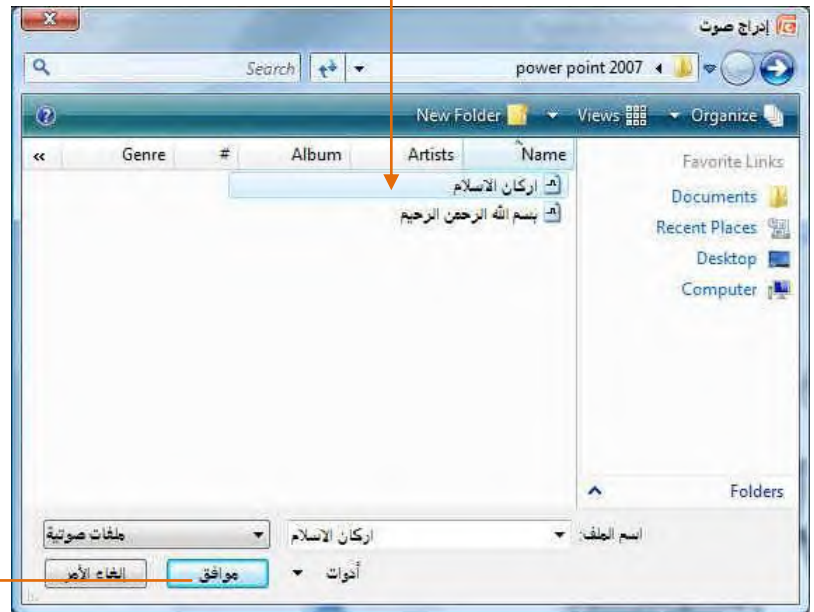 إدراج صوت
power point 2007
Search
Organize
Views
New Folder
Name
Artists
Album
#
Genre
«
Favorite Links
Documents
Recent Places
Desktop
Computer
Folders
اركان الاسلام
بسم الله الرحمن الرحيم
اسم الملف:
اركان الاسلام
ملفات صوتية
أدوات
موافق
إلغاء الأمر